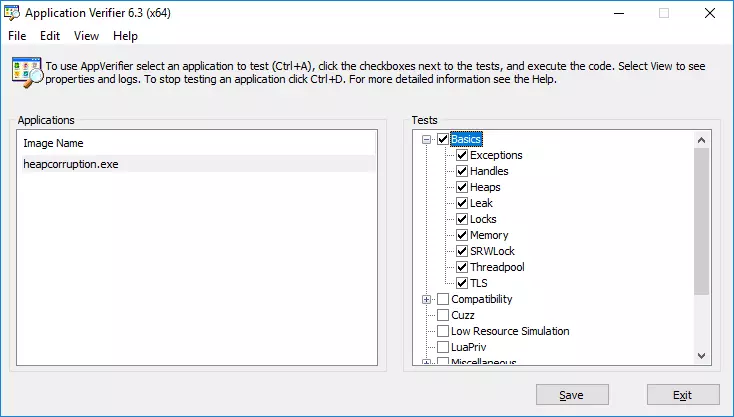 Application Verifier 6.3 (x64)
File Edit View Help
To use AppVerifier select an application to test (Ctrl+A), click the checkboxes next to the tests, and execute the code. Select View to see
properties and logs. To stop testing an application click Ctrl+D. For more detailed information see the Help.
Applications
Image Name
heapcorruption.exe
Tests
Basics
Exceptions
Handles
Heaps
Leak
Locks
Memory
SRWLock
Threadpool
TLS
Compatibility
Cuzz
Low Resource Simulation
LuaPriv
Miscellaneous
Save Exit